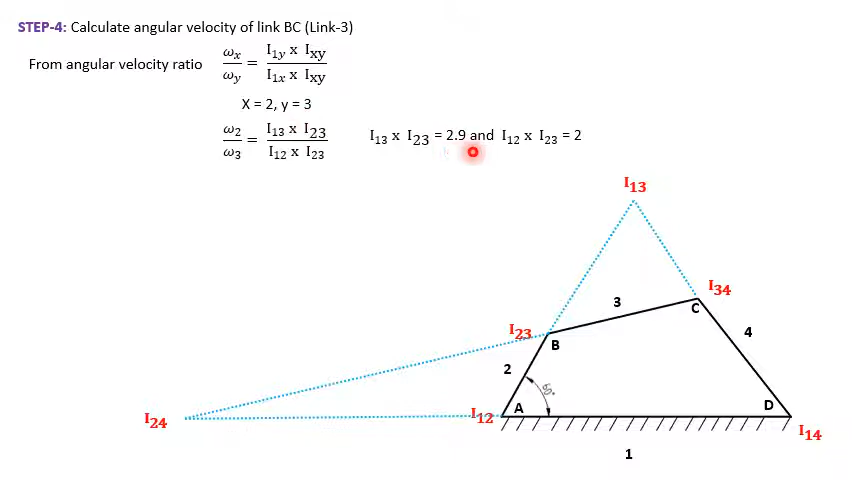 STEP-4: Calculate angular velocity of link BC (Link-3)
From angular velocity ratio ωx/ωy = I1y x Ixy / I1x x Ixy
X = 2, y = 3
ω2/ω3 = I13 x I23 / I12 x I23 I13 x I23 = 2.9 and I12 x I23 = 2
I13
I34
3
C
I23
B
4
2
60°
I24
I12
A
D
I14
1